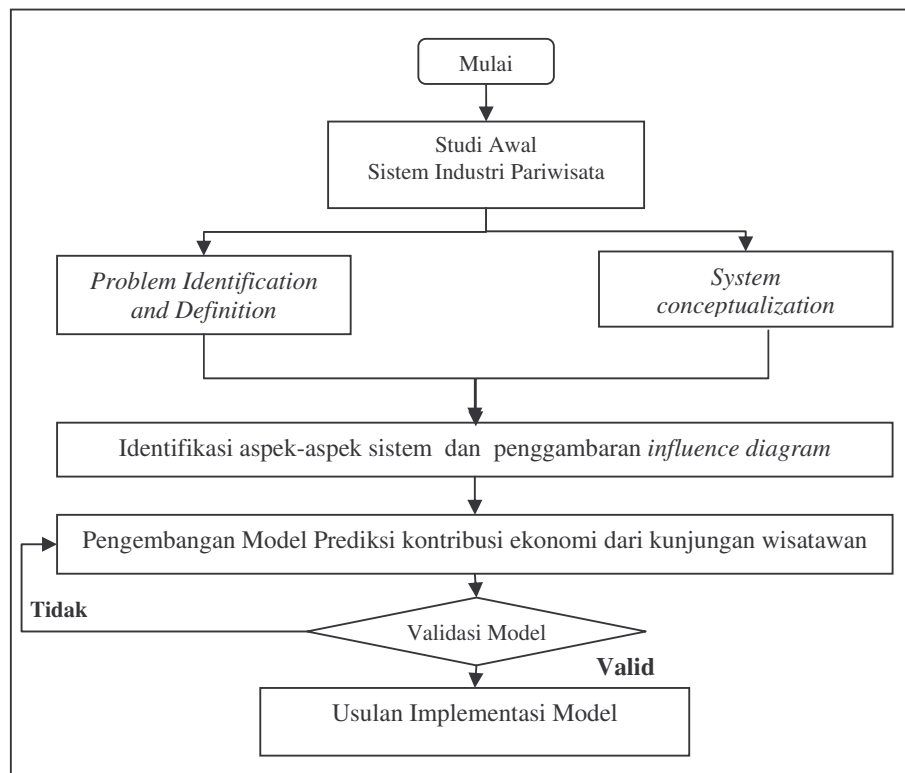 Mulai
Studi Awal
Sistem Industri Pariwisata
Problem Identification
and Definition
System
conceptualization
Identifikasi aspek-aspek sistem dan penggambaran influence diagram
Pengembangan Model Prediksi kontribusi ekonomi dari kunjungan wisatawan
Tidak
Validasi Model
Valid
Usulan Implementasi Model